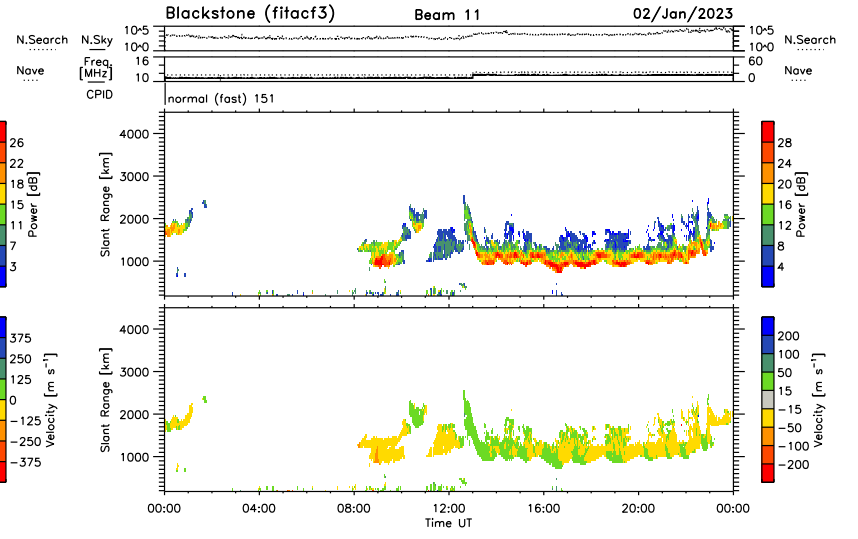 Blackstone (fitacf3) Beam 11 02/Jan/2023
N.Search N.Sky 10^5 10^0 10^5 10^0 N.Search
Nave Freq. [MHz] 16 10 60 0 Nave
CPID normal (fast) 151
Power [dB] 26 22 18 15 11 7 3
Slant Range [km] 4000 3000 2000 1000
Power [dB] 28 24 20 16 12 8 4
Velocity [m s⁻¹] 375 250 125 0 −125 −250 −375
Slant Range [km] 4000 3000 2000 1000
Velocity [m s⁻¹] 200 100 50 15 −15 −50 −100 −200
00:00 04:00 08:00 12:00 16:00 20:00 00:00
Time UT